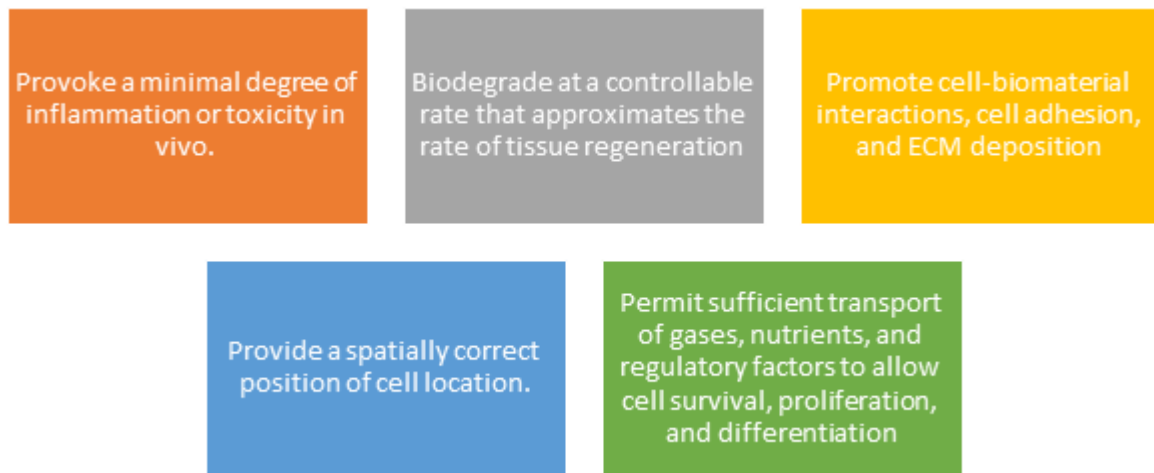 Provoke a minimal degree of
inflammation or toxicity in
vivo.
Biodegrade at a controllable
rate that approximates the
rate of tissue regeneration
Promote cell-biomaterial
interactions, cell adhesion,
and ECM deposition
Provide a spatially correct
position of cell location.
Permit sufficient transport
of gases, nutrients, and
regulatory factors to allow
cell survival, proliferation,
and differentiation